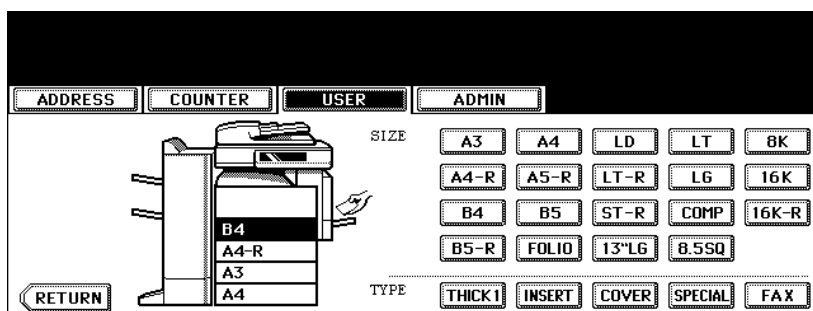 ADDRESS COUNTER USER ADMIN
SIZE A3 A4 LD LT 8K
A4-R A5-R LT-R LG 16K
B4 B5 ST-R COMP 16K-R
B4
A4-R B5-R FOLIO 13"LG 8.5SQ
A3
RETURN A4 TYPE THICK1 INSERT COVER SPECIAL FAX